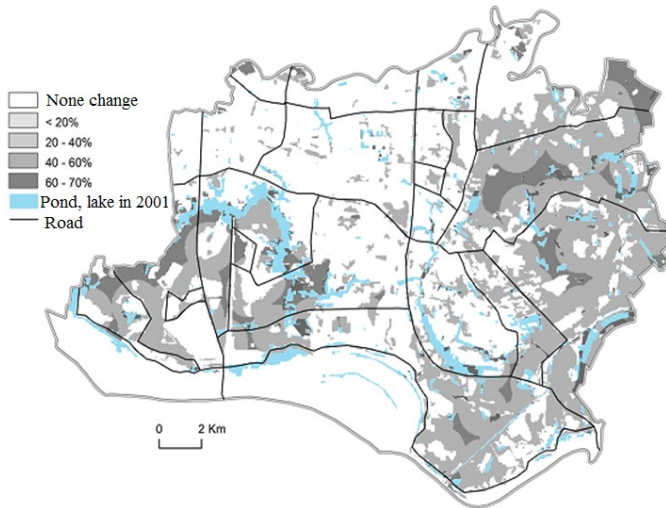 None change
< 20%
20 - 40%
40 - 60%
60 - 70%
Pond, lake in 2001
Road
0 2 Km